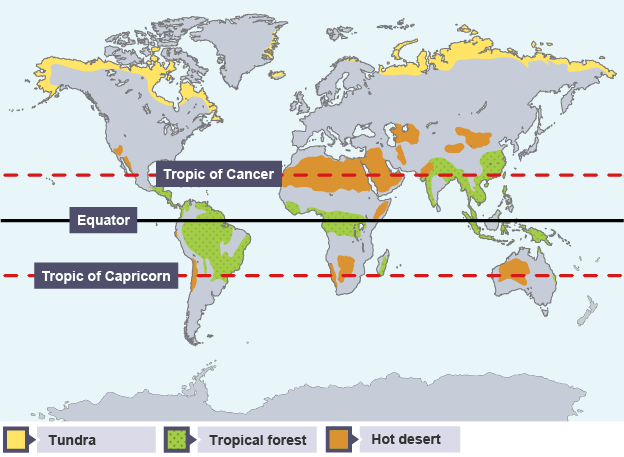 Tropic of Cancer
Equator
Tropic of Capricorn
Tundra
Tropical forest
Hot desert